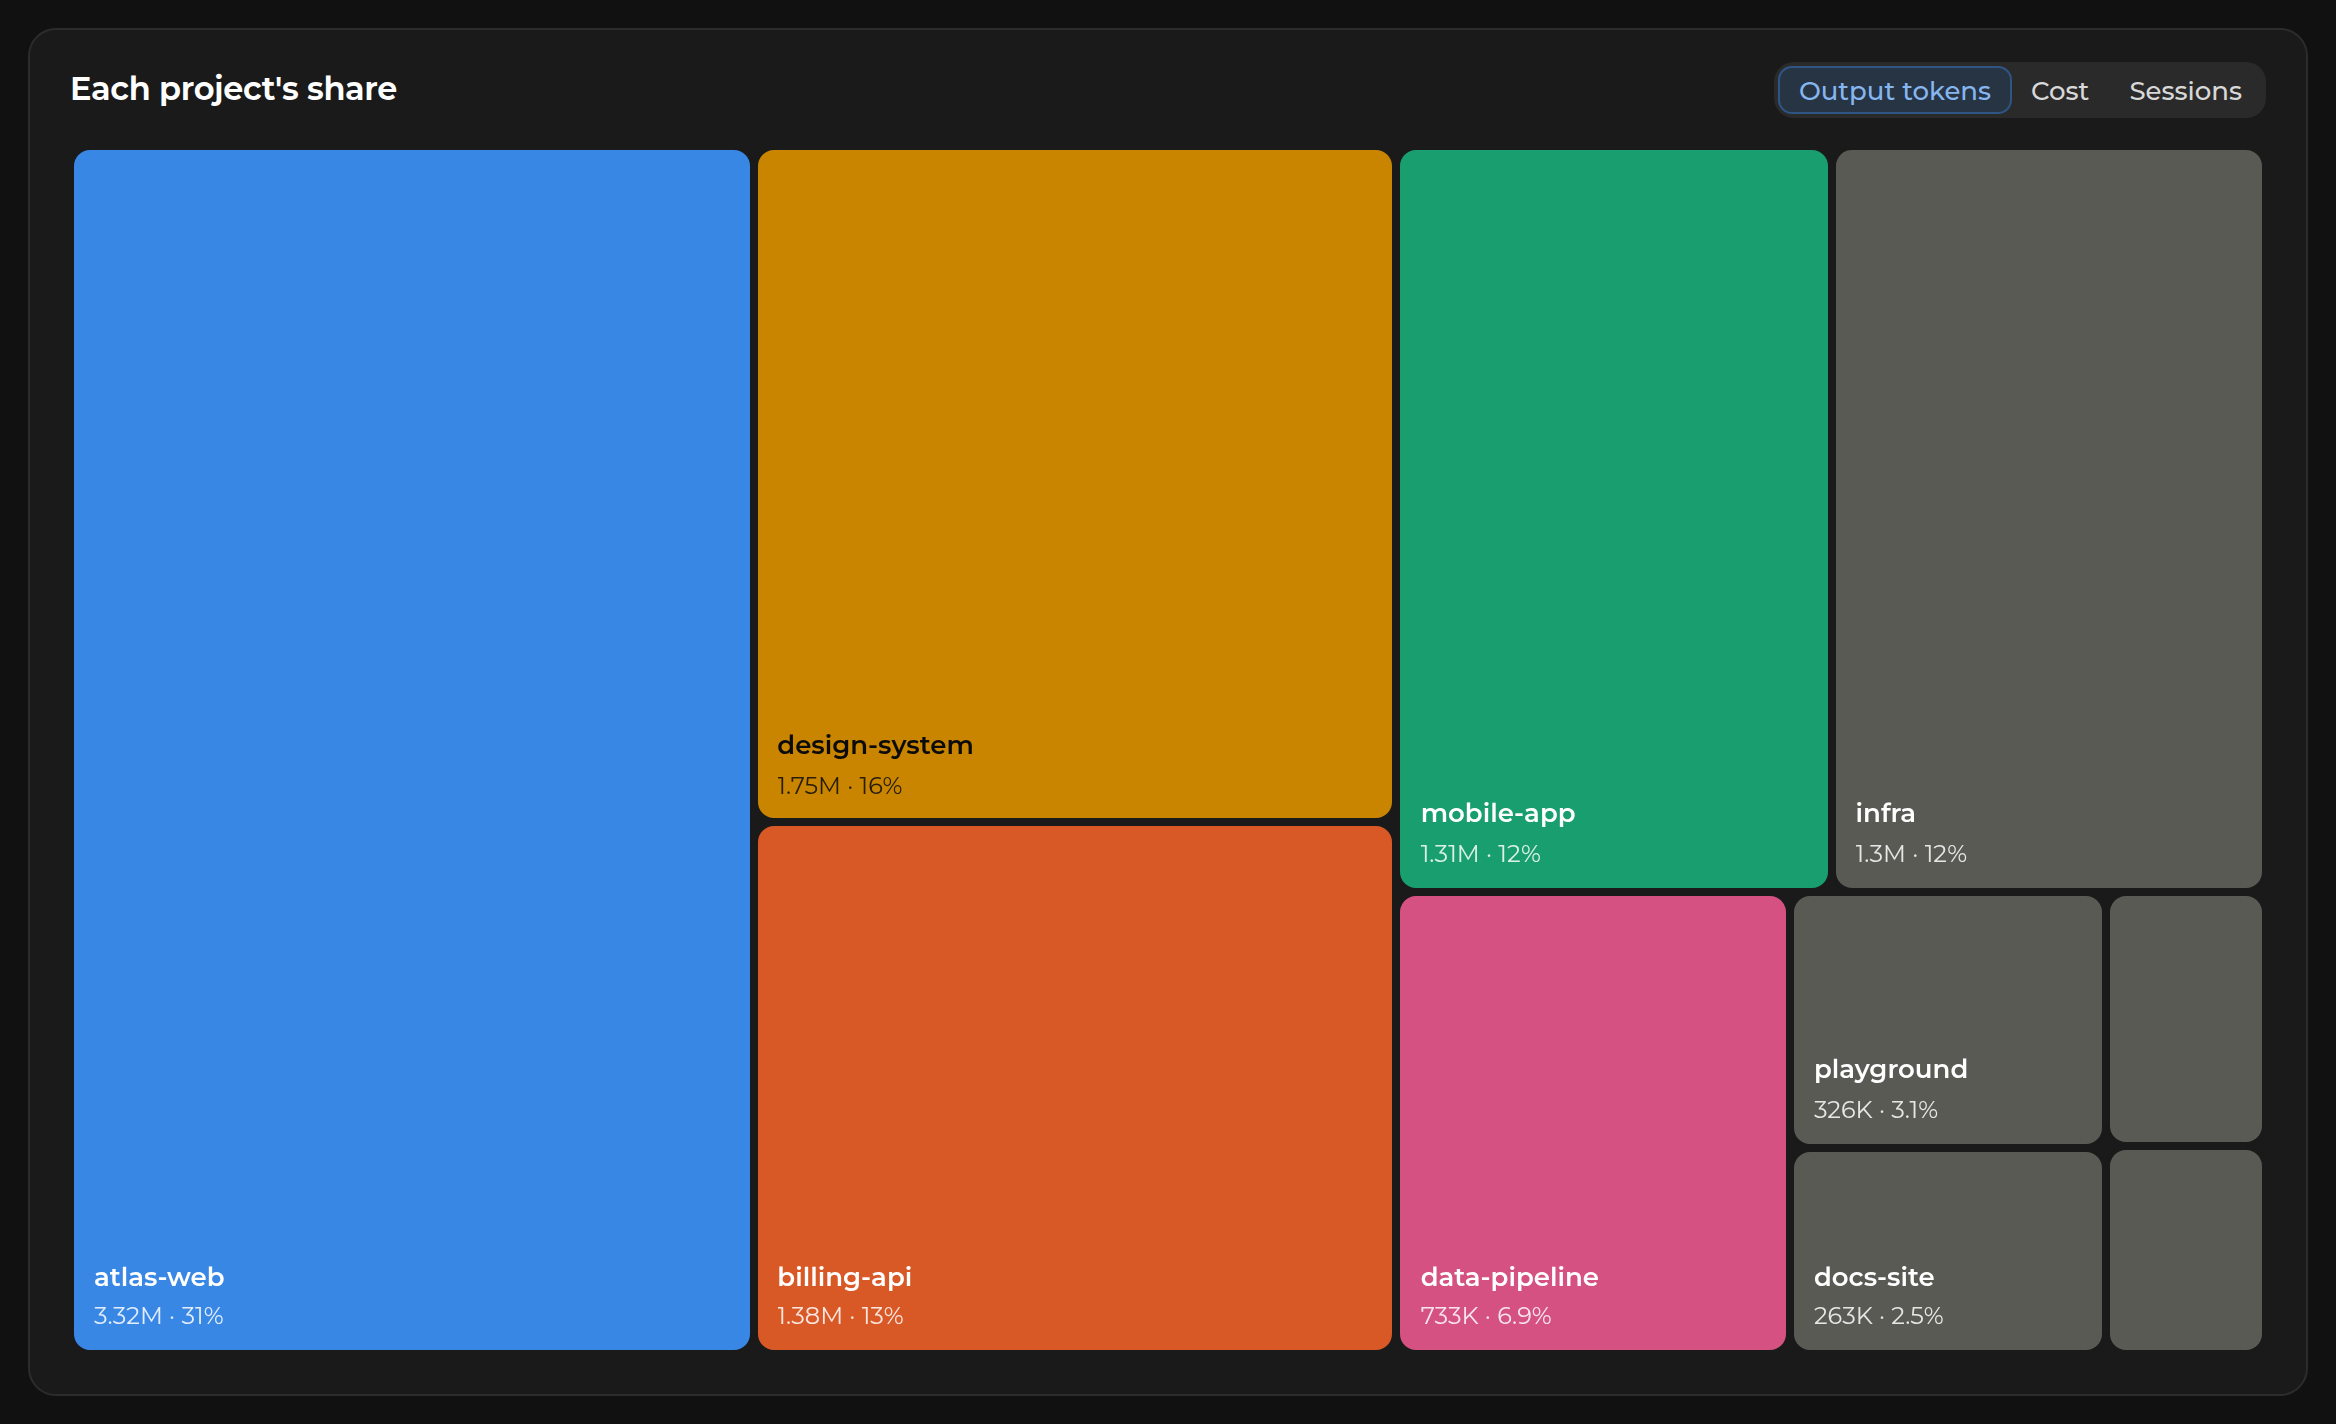 Each project's share
Output tokens
Cost
Sessions
design-system
1.75M · 16%
mobile-app
1.31M · 12%
infra
1.3M · 12%
playground
326K · 3.1%
atlas-web
3.32M · 31%
billing-api
1.38M · 13%
data-pipeline
733K · 6.9%
docs-site
263K · 2.5%